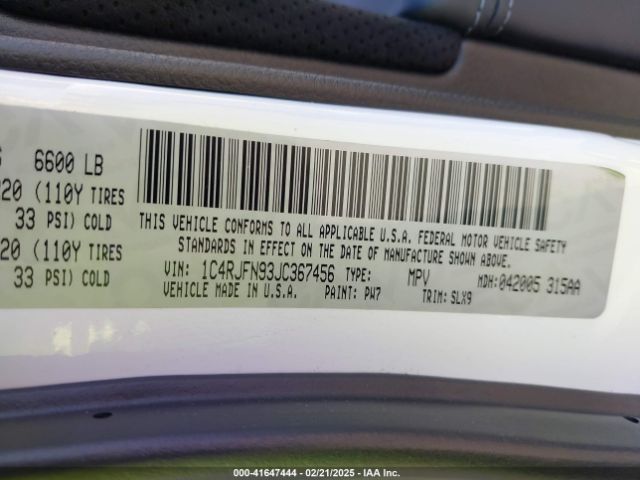 6600 LB
20 (110Y TIRES
33 PSI) COLD
20 (110Y TIRES
33 PSI) COLD
THIS VEHICLE CONFORMS TO ALL APPLICABLE U.S.A. FEDERAL MOTOR VEHICLE SAFETY
STANDARDS IN EFFECT ON THE DATE OF MANUFACTURE SHOWN ABOVE.
VIN: 1C4RJFN93JC367456 TYPE: MPV MDH:042005 315AA
VEHICLE MADE IN U.S.A. PAINT: PW7 TRIM: SLX9
000-41647444 - 02/21/2025 - IAA Inc.